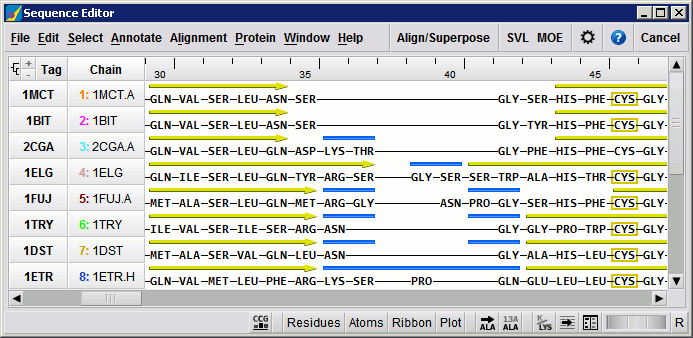 Sequence Editor
File Edit Select Annotate Alignment Protein Window Help Align/Superpose SVL MOE Cancel
+ - Tag Chain 30 35 40 45
1MCT 1: 1MCT.A GLN-VAL-SER-LEU-ASN-SER GLY-SER-HIS-PHE-CYS-GLY-
1BIT 2: 1BIT GLN-VAL-SER-LEU-ASN-SER GLY-TYR-HIS-PHE-CYS-GLY-
2CGA 3: 2CGA.A GLN-VAL-SER-LEU-GLN-ASP-LYS-THR GLY-PHE-HIS-PHE-CYS-GLY-
1ELG 4: 1ELG GLN-ILE-SER-LEU-GLN-TYR-ARG-SER GLY-SER-SER-TRP-ALA-HIS-THR-CYS-GLY-
1FUJ 5: 1FUJ.A MET-ALA-SER-LEU-GLN-MET-ARG-GLY ASN-PRO-GLY-SER-HIS-PHE-CYS-GLY-
1TRY 6: 1TRY ILE-VAL-SER-ILE-SER-ARG-ASN GLY-GLY-PRO-TRP-CYS-GLY-
1DST 7: 1DST MET-ALA-SER-VAL-GLN-LEU-ASN GLY-ALA-HIS-LEU-CYS-GLY-
1ETR 8: 1ETR.H GLN-VAL-MET-LEU-PHE-ARG-LYS-SER PRO GLN-GLU-LEU-LEU-CYS-GLY-
CCG Residues Atoms Ribbon Plot ALA 13A ALA K LYS R